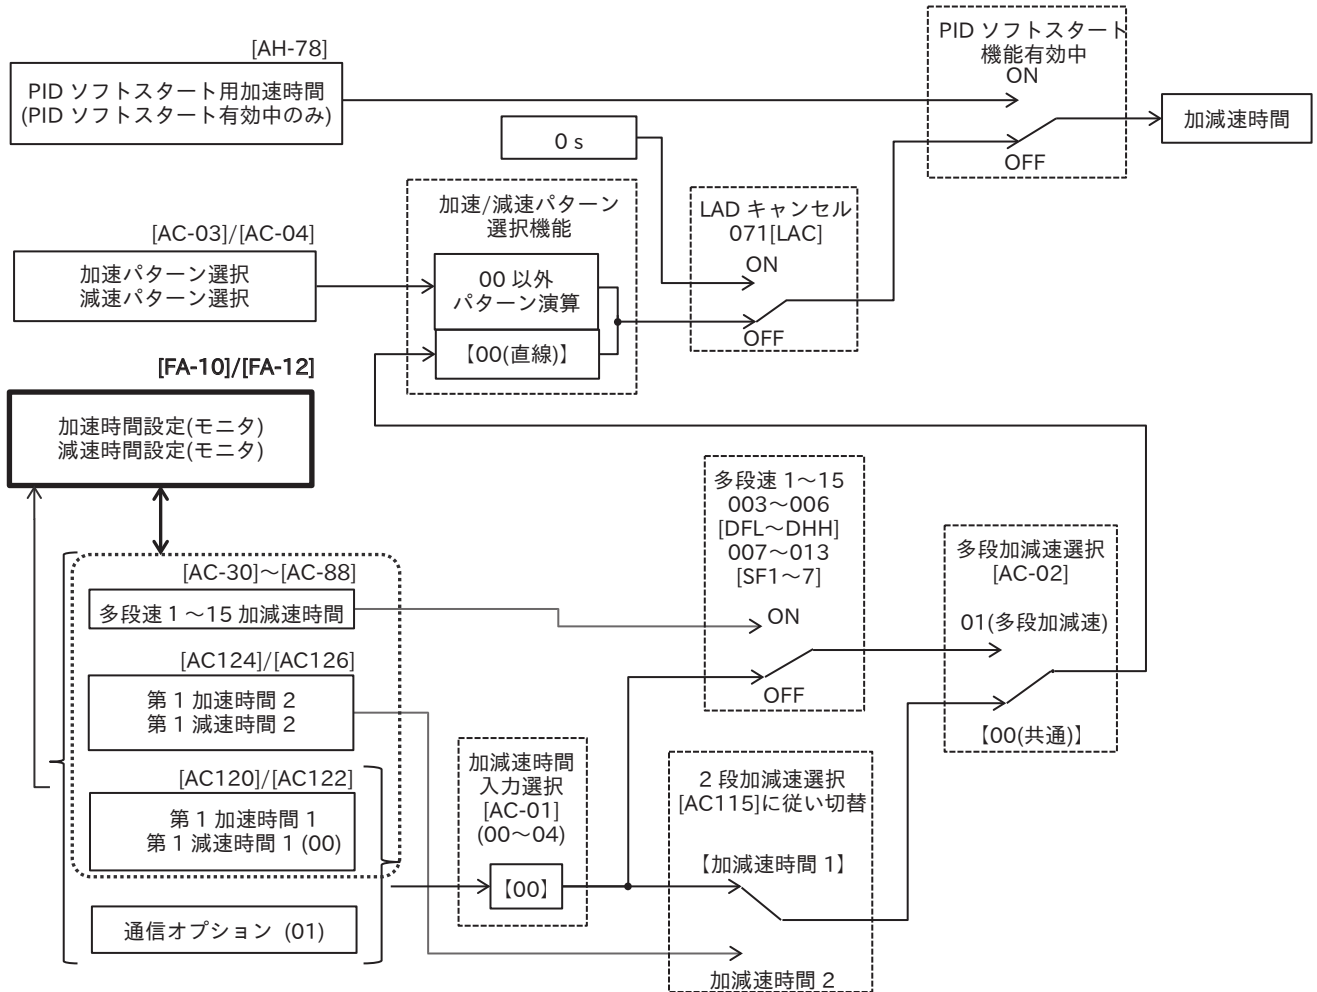 PID ソフトスタート
機能有効中
ON
OFF
[AH-78]
PID ソフトスタート用加速時間
(PID ソフトスタート有効中のみ)
加減速時間
0 s
加速/減速パターン
選択機能
00 以外
パターン演算
【00(直線)】
LAD キャンセル
071[LAC]
ON
OFF
[AC-03]/[AC-04]
加速パターン選択
減速パターン選択
[FA-10]/[FA-12]
加速時間設定(モニタ)
減速時間設定(モニタ)
多段速 1～15
003～006
[DFL～DHH]
007～013
[SF1～7]
ON
OFF
多段加減速選択
[AC-02]
01(多段加減速)
【00(共通)】
[AC-30]～[AC-88]
多段速 1 ～15 加減速時間
[AC124]/[AC126]
第 1 加速時間 2
第 1 減速時間 2
[AC120]/[AC122]
第 1 加速時間 1
第 1 減速時間 1 (00)
通信オプション (01)
加減速時間
入力選択
[AC-01]
(00～04)
【00】
2 段加減速選択
[AC115]に従い切替
【加減速時間 1】
加減速時間 2